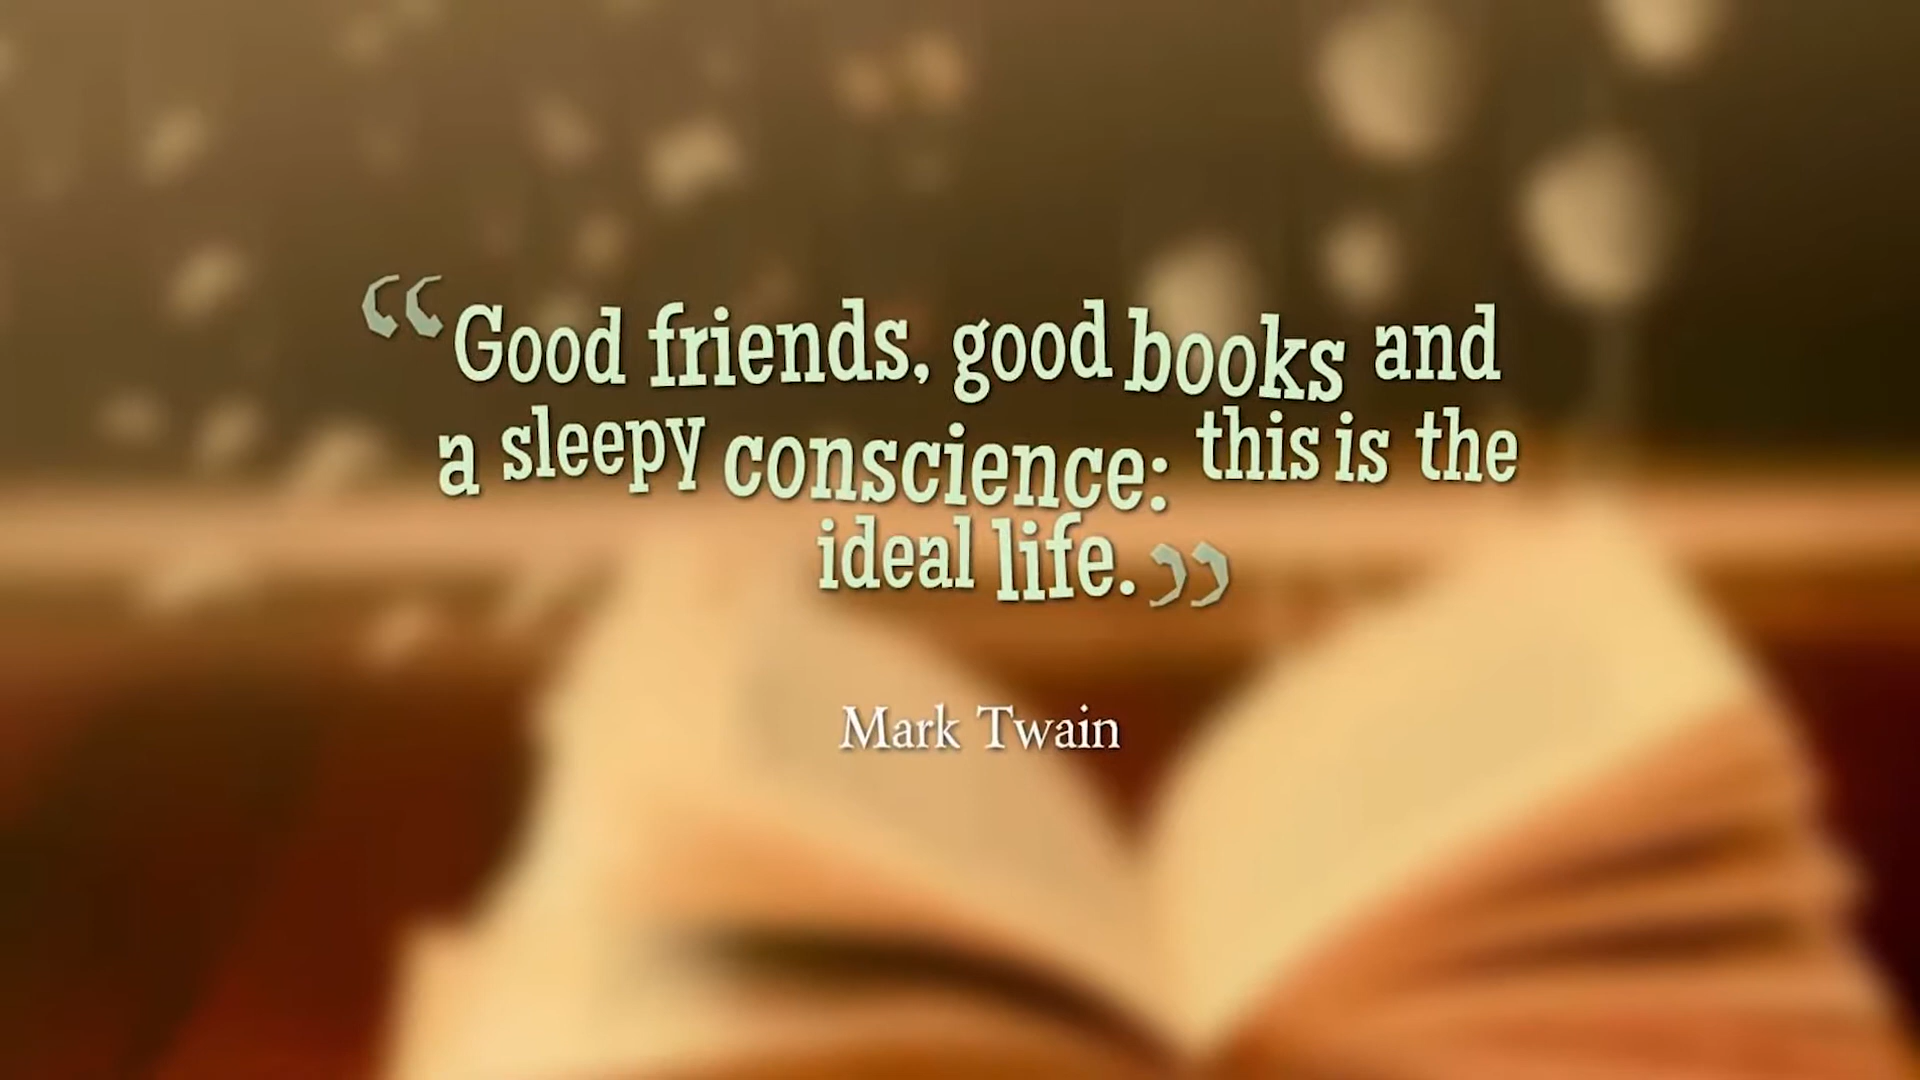 “Good friends, good books and
a sleepy conscience: this is the
ideal life.”
Mark Twain